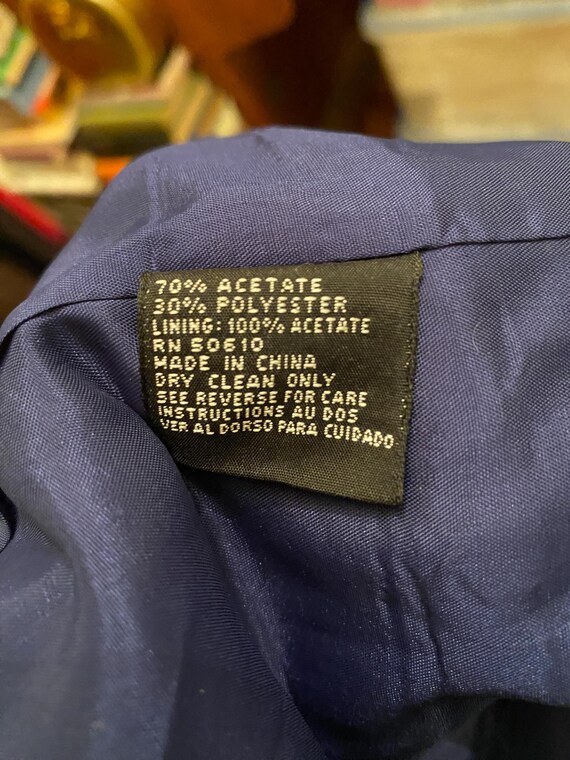 70% ACETATE
30% POLYESTER
LINING: 100% ACETATE
RN 50610
MADE IN CHINA
DRY CLEAN ONLY
SEE REVERSE FOR CARE
INSTRUCTIONS AU DOS
VER AL DORSO PARA CUIDADO